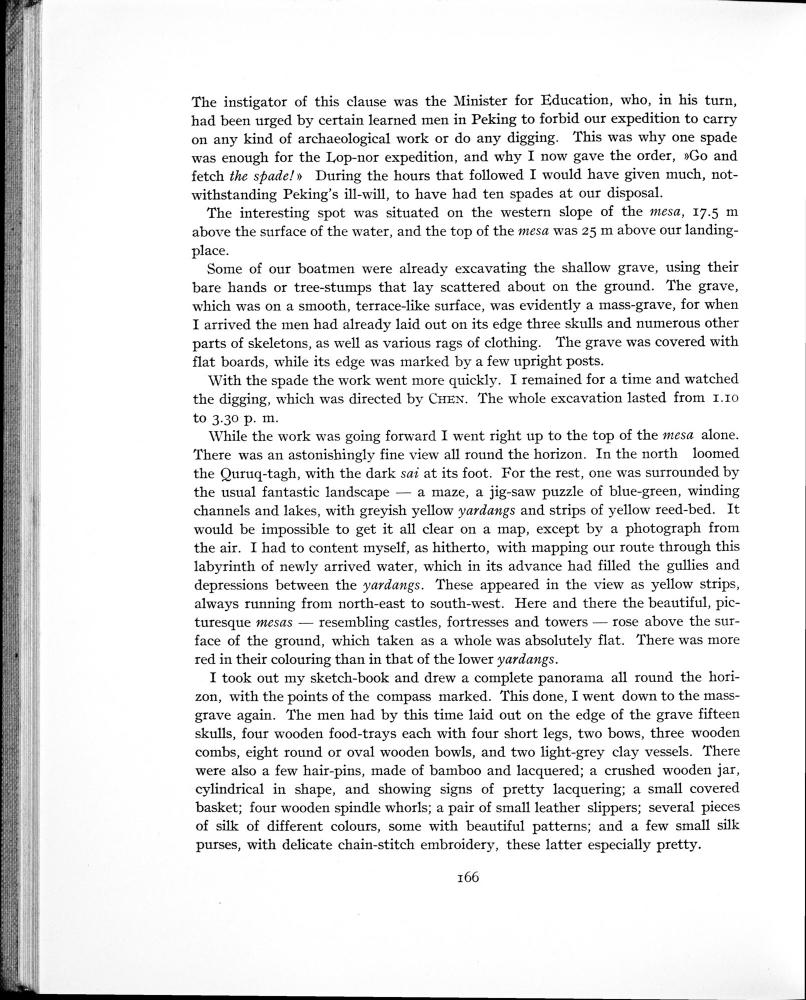 The instigator of this clause was the Minister for Education, who, in his turn,
had been urged by certain learned men in Peking to forbid our expedition to carry
on any kind of archaeological work or do any digging. This was why one spade
was enough for the Lop-nor expedition, and why I now gave the order, »Go and
fetch the spade!» During the hours that followed I would have given much, not-
withstanding Peking's ill-will, to have had ten spades at our disposal.
The interesting spot was situated on the western slope of the mesa, 17.5 m
above the surface of the water, and the top of the mesa was 25 m above our landing-
place.
Some of our boatmen were already excavating the shallow grave, using their
bare hands or tree-stumps that lay scattered about on the ground. The grave,
which was on a smooth, terrace-like surface, was evidently a mass-grave, for when
I arrived the men had already laid out on its edge three skulls and numerous other
parts of skeletons, as well as various rags of clothing. The grave was covered with
flat boards, while its edge was marked by a few upright posts.
With the spade the work went more quickly. I remained for a time and watched
the digging, which was directed by CHEN. The whole excavation lasted from 1.10
to 3.30 p. m.
While the work was going forward I went right up to the top of the mesa alone.
There was an astonishingly fine view all round the horizon. In the north loomed
the Quruq-tagh, with the dark sai at its foot. For the rest, one was surrounded by
the usual fantastic landscape — a maze, a jig-saw puzzle of blue-green, winding
channels and lakes, with greyish yellow yardangs and strips of yellow reed-bed. It
would be impossible to get it all clear on a map, except by a photograph from
the air. I had to content myself, as hitherto, with mapping our route through this
labyrinth of newly arrived water, which in its advance had filled the gullies and
depressions between the yardangs. These appeared in the view as yellow strips,
always running from north-east to south-west. Here and there the beautiful, pic-
turesque mesas — resembling castles, fortresses and towers — rose above the sur-
face of the ground, which taken as a whole was absolutely flat. There was more
red in their colouring than in that of the lower yardangs.
I took out my sketch-book and drew a complete panorama all round the hori-
zon, with the points of the compass marked. This done, I went down to the mass-
grave again. The men had by this time laid out on the edge of the grave fifteen
skulls, four wooden food-trays each with four short legs, two bows, three wooden
combs, eight round or oval wooden bowls, and two light-grey clay vessels. There
were also a few hair-pins, made of bamboo and lacquered; a crushed wooden jar,
cylindrical in shape, and showing signs of pretty lacquering; a small covered
basket; four wooden spindle whorls; a pair of small leather slippers; several pieces
of silk of different colours, some with beautiful patterns; and a few small silk
purses, with delicate chain-stitch embroidery, these latter especially pretty.
166